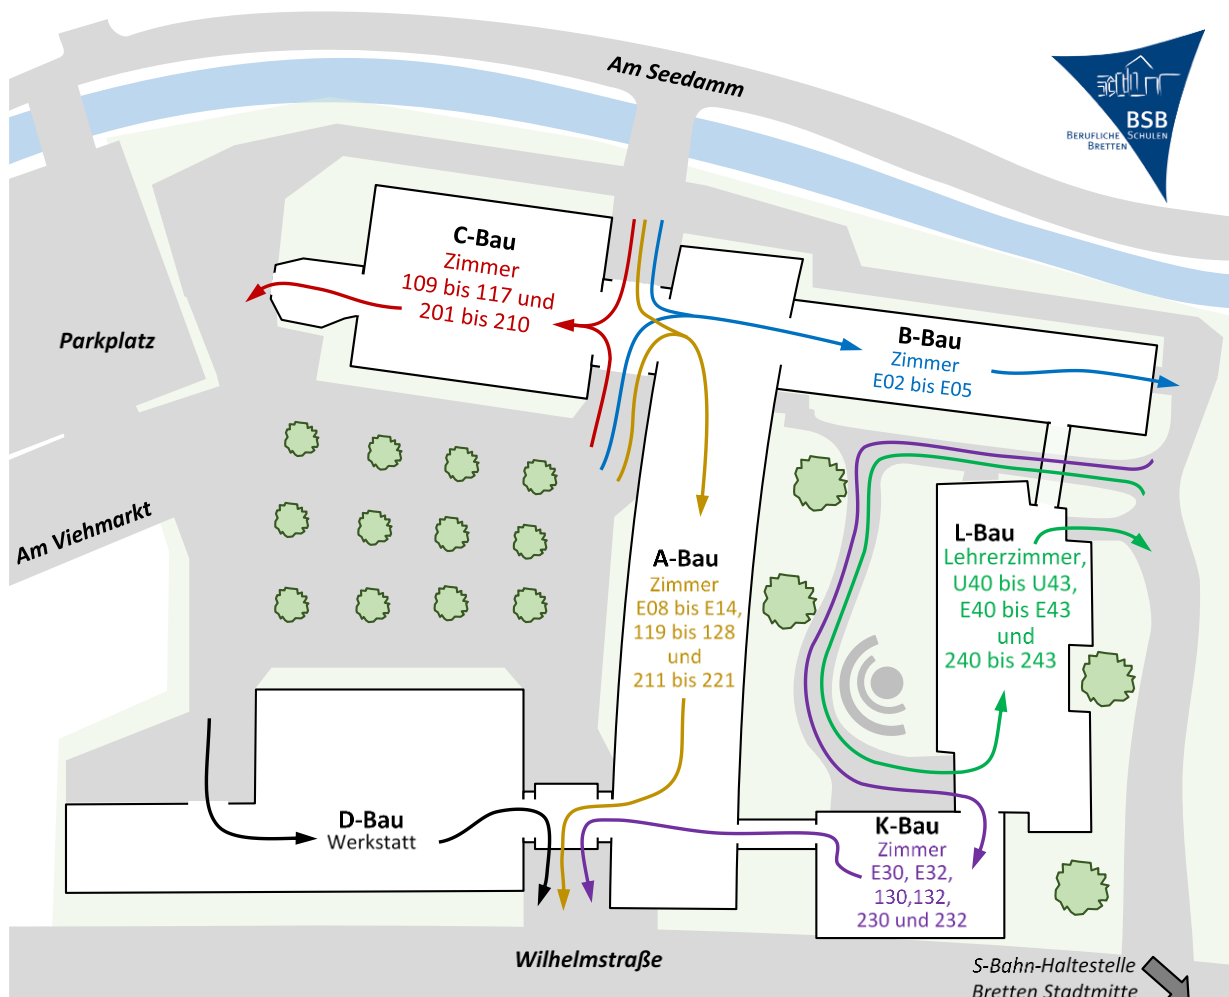 Am Seedamm
BSB
BERUFLICHE SCHULEN
BRETTEN
C-Bau
Zimmer
109 bis 117 und
201 bis 210
Parkplatz
B-Bau
Zimmer
E02 bis E05
Am Viehmarkt
A-Bau
Zimmer
E08 bis E14,
119 bis 128
und
211 bis 221
L-Bau
Lehrerzimmer,
U40 bis U43,
E40 bis E43
und
240 bis 243
D-Bau
Werkstatt
K-Bau
Zimmer
E30, E32,
130,132,
230 und 232
Wilhelmstraße
S-Bahn-Haltestelle
Bretten Stadtmitte